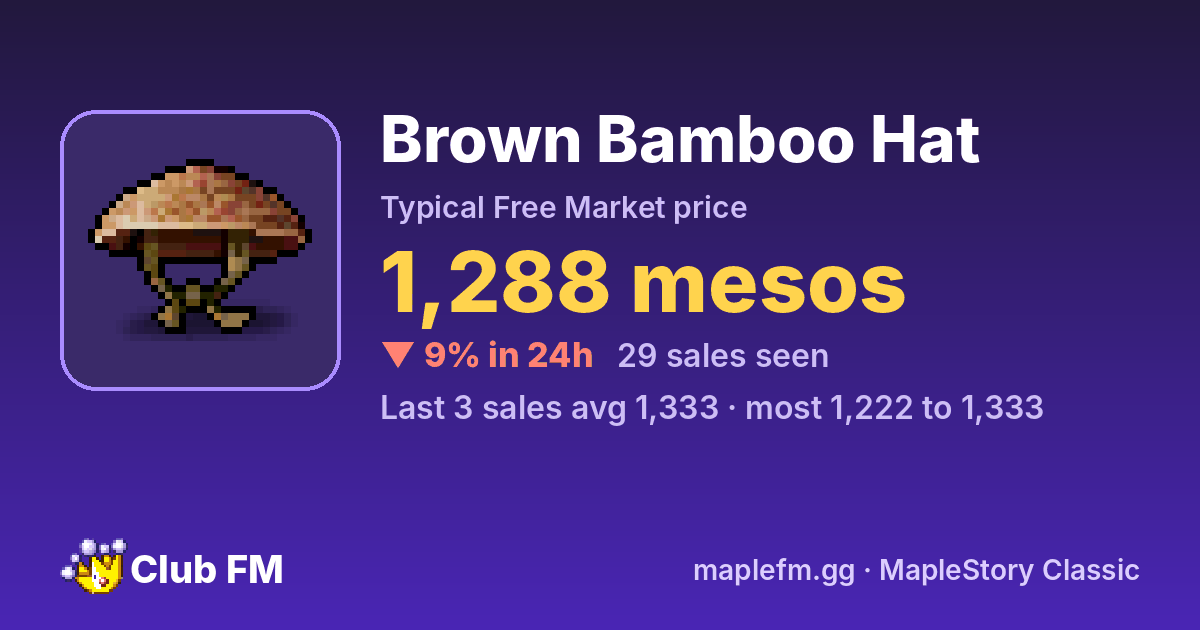 Brown Bamboo Hat
Typical Free Market price
1,288 mesos
▼ 9% in 24h 29 sales seen
Last 3 sales avg 1,333 · most 1,222 to 1,333
Club FM
maplefm.gg · MapleStory Classic